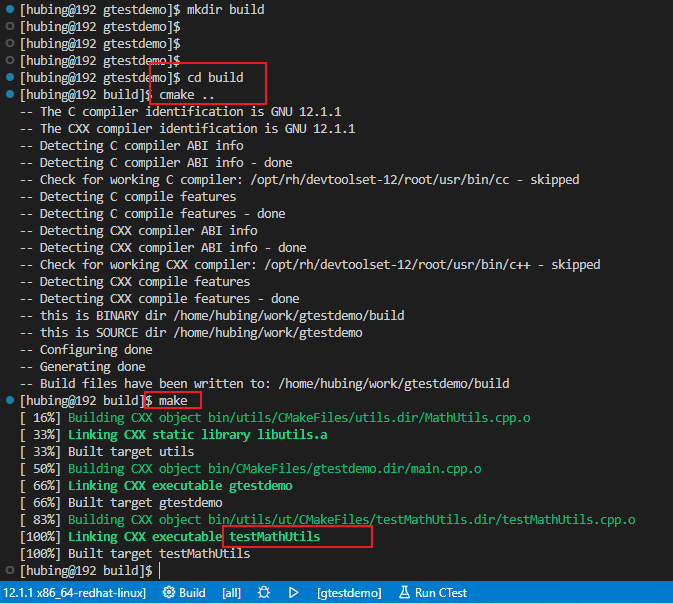 [hubing@192 gtestdemo]$ mkdir build
[hubing@192 gtestdemo]$
[hubing@192 gtestdemo]$
[hubing@192 gtestdemo]$
[hubing@192 gtestdemo]$ cd build
[hubing@192 build]$ cmake ..
-- The C compiler identification is GNU 12.1.1
-- The CXX compiler identification is GNU 12.1.1
-- Detecting C compiler ABI info
-- Detecting C compiler ABI info - done
-- Check for working C compiler: /opt/rh/devtoolset-12/root/usr/bin/cc - skipped
-- Detecting C compile features
-- Detecting C compile features - done
-- Detecting CXX compiler ABI info
-- Detecting CXX compiler ABI info - done
-- Check for working CXX compiler: /opt/rh/devtoolset-12/root/usr/bin/c++ - skipped
-- Detecting CXX compile features
-- Detecting CXX compile features - done
-- this is BINARY dir /home/hubing/work/gtestdemo/build
-- this is SOURCE dir /home/hubing/work/gtestdemo
-- Configuring done
-- Generating done
-- Build files have been written to: /home/hubing/work/gtestdemo/build
[hubing@192 build]$ make
[ 16%] Building CXX object bin/utils/CMakeFiles/utils.dir/MathUtils.cpp.o
[ 33%] Linking CXX static library libutils.a
[ 33%] Built target utils
[ 50%] Building CXX object bin/CMakeFiles/gtestdemo.dir/main.cpp.o
[ 66%] Linking CXX executable gtestdemo
[ 66%] Built target gtestdemo
[ 83%] Building CXX object bin/utils/ut/CMakeFiles/testMathUtils.dir/testMathUtils.cpp.o
[100%] Linking CXX executable testMathUtils
[100%] Built target testMathUtils
[hubing@192 build]$
12.1.1 x86_64-redhat-linux] Build [all] [gtestdemo] Run CTest